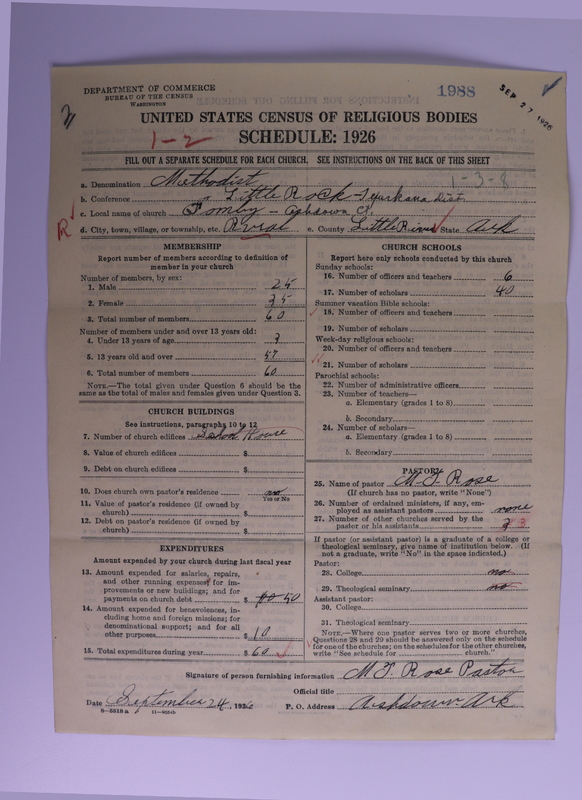 DEPARTMENT OF COMMERCE
BUREAU OF THE CENSUS
WASHINGTON
1988
SEP 27 1926
UNITED STATES CENSUS OF RELIGIOUS BODIES
1-2
SCHEDULE: 1926
FILL OUT A SEPARATE SCHEDULE FOR EACH CHURCH. SEE INSTRUCTIONS ON THE BACK OF THIS SHEET
1-3-8
a. Denomination Methodist
b. Conference Little Rock - Texarkana dist.
c. Local name of church Fomby - Ashdown Ct.
R
d. City, town, village, or township, etc. Rural e. County Little River State Ark
MEMBERSHIP
Report number of members according to definition of member in your church
Number of members, by sex:
1. Male 25
2. Female 35
3. Total number of members 60
Number of members under and over 13 years old:
4. Under 13 years of age 3
5. 13 years old and over 57
6. Total number of members 60
NOTE.—The total given under Question 6 should be the
same as the total of males and females given under Question 3.
CHURCH BUILDINGS
See instructions, paragraphs 10 to 12
7. Number of church edifices School House
8. Value of church edifices $
9. Debt on church edifices $
10. Does church own pastor's residence no
Yes or No
11. Value of pastor's residence (if owned by
church) $
12. Debt on pastor's residence (if owned by
church) $
EXPENDITURES
Amount expended by your church during last fiscal year
13. Amount expended for salaries, repairs,
and other running expenses; for im-
provements or new buildings; and for
payments on church debt $ 50
14. Amount expended for benevolences, in-
cluding home and foreign missions; for
denominational support; and for all
other purposes $ 10
15. Total expenditures during year $ 60
CHURCH SCHOOLS
Report here only schools conducted by this church
Sunday schools:
16. Number of officers and teachers 6
17. Number of scholars 40
Summer vacation Bible schools:
18. Number of officers and teachers
19. Number of scholars
Week-day religious schools:
20. Number of officers and teachers
21. Number of scholars
Parochial schools:
22. Number of administrative officers
23. Number of teachers—
a. Elementary (grades 1 to 8)
b. Secondary
24. Number of scholars—
a. Elementary (grades 1 to 8)
b. Secondary
PASTOR
25. Name of pastor M. T. Rose
(If church has no pastor, write "None")
26. Number of ordained ministers, if any, em-
ployed as assistant pastors none
27. Number of other churches served by the
pastor or his assistants 3
If pastor (or assistant pastor) is a graduate of a college or
theological seminary, give name of institution below. (If
not a graduate, write "No" in the space indicated.)
Pastor:
28. College no
29. Theological seminary no
Assistant pastor:
30. College
31. Theological seminary
NOTE.—Where one pastor serves two or more churches,
Questions 28 and 29 should be answered only on the schedule
for one of the churches; on the schedules for the other churches,
write "See schedule for church."
Signature of person furnishing information M. T. Rose Pastor
Official title
Date September 24, 1926
P. O. Address Ashdown Ark